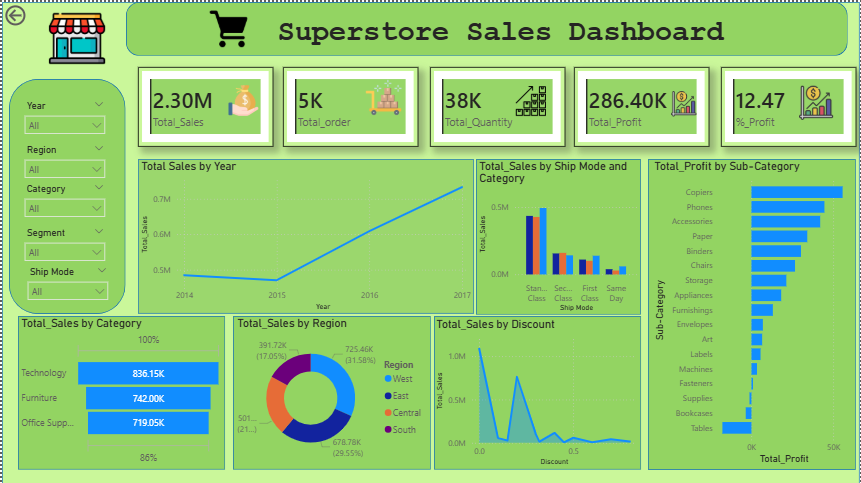 Superstore Sales Dashboard
Year
All
Region
All
Category
All
Segment
All
Ship Mode
All
2.30M
Total_Sales
5K
Total_order
38K
Total_Quantity
286.40K
Total_Profit
12.47
%_Profit
Total Sales by Year
Total_Sales
0.7M
0.6M
0.5M
2014
2015
2016
2017
Year
Total_Sales by Ship Mode and
Category
Total_Sales
0.5M
0.0M
Stan...
Class
Sec...
Class
First
Class
Same
Day
Ship Mode
Total_Profit by Sub-Category
Sub-Category
Copiers
Phones
Accessories
Paper
Binders
Chairs
Storage
Appliances
Furnishings
Envelopes
Art
Labels
Machines
Fasteners
Supplies
Bookcases
Tables
0K
50K
Total_Profit
Total_Sales by Category
100%
Technology
836.15K
Furniture
742.00K
Office Supp...
719.05K
86%
Total_Sales by Region
391.72K
(17.05%)
725.46K
(31.58%)
501...
(21...)
678.78K
(29.55%)
Region
West
East
Central
South
Total_Sales by Discount
Total_Sales
1.0M
0.5M
0.0M
0.0
0.5
Discount